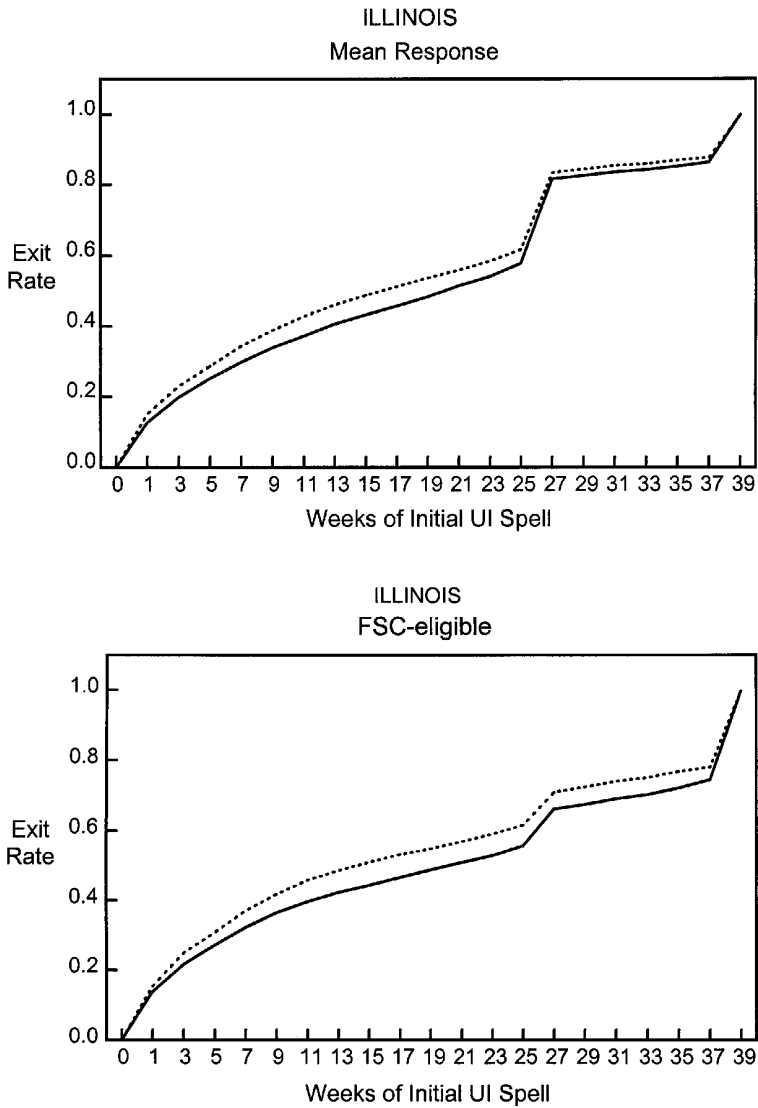 ILLINOIS
Mean Response
1.0
0.8
0.6
Exit
Rate
0.4
0.2
0.0
0 1 3 5 7 9 11 13 15 17 19 21 23 25 27 29 31 33 35 37 39
Weeks of Initial UI Spell
ILLINOIS
FSC-eligible
1.0
0.8
0.6
Exit
Rate
0.4
0.2
0.0
0 1 3 5 7 9 11 13 15 17 19 21 23 25 27 29 31 33 35 37 39
Weeks of Initial UI Spell